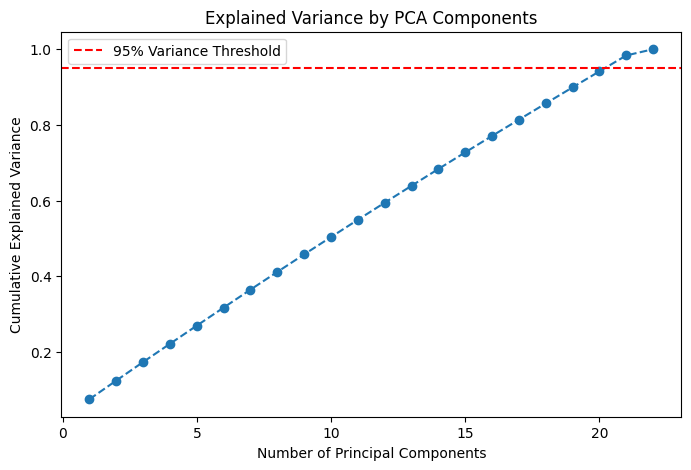 Explained Variance by PCA Components
95% Variance Threshold
Cumulative Explained Variance
1.0
0.8
0.6
0.4
0.2
0
5
10
15
20
Number of Principal Components